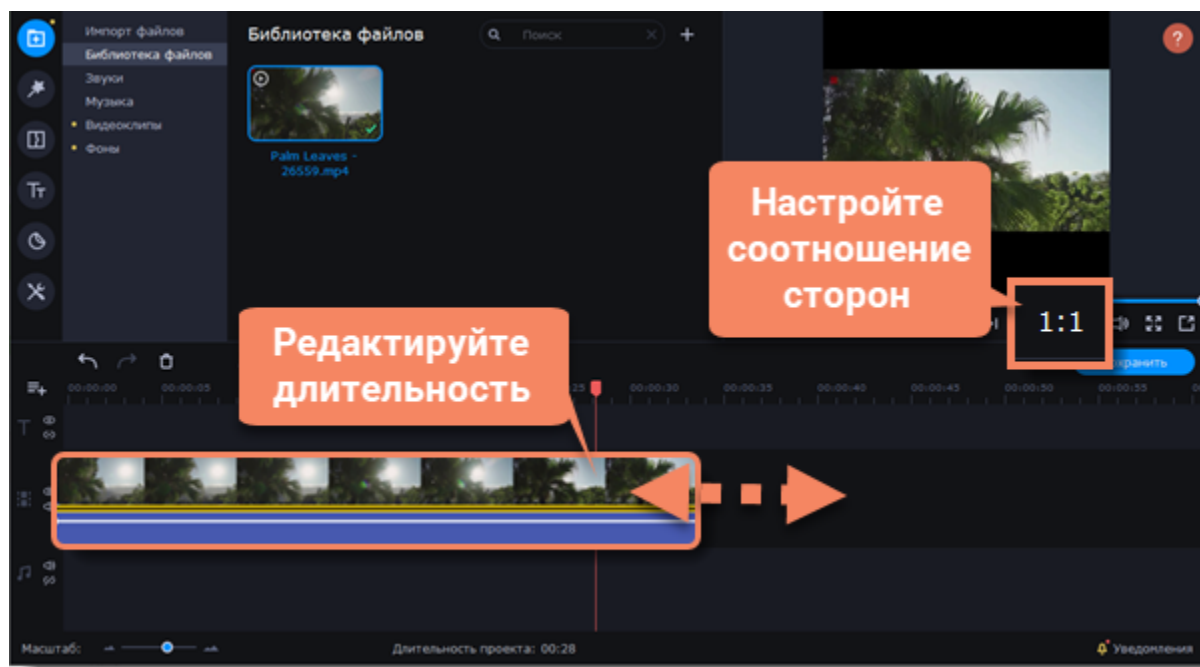 Импорт файлов
Библиотека файлов
Звуки
Музыка
Видеоклипы
Фоны
Библиотека файлов
Поиск
Palm Leaves -
26559.mp4
?
Tт
Настройте
соотношение
сторон
1:1
Редактируйте
длительность
00:00:00 00:00:05 25 00:00:30 00:00:35 00:00:40 00:00:45 00:00:50 00:00:55
Масштаб:
Длительность проекта: 00:28
Уведомления